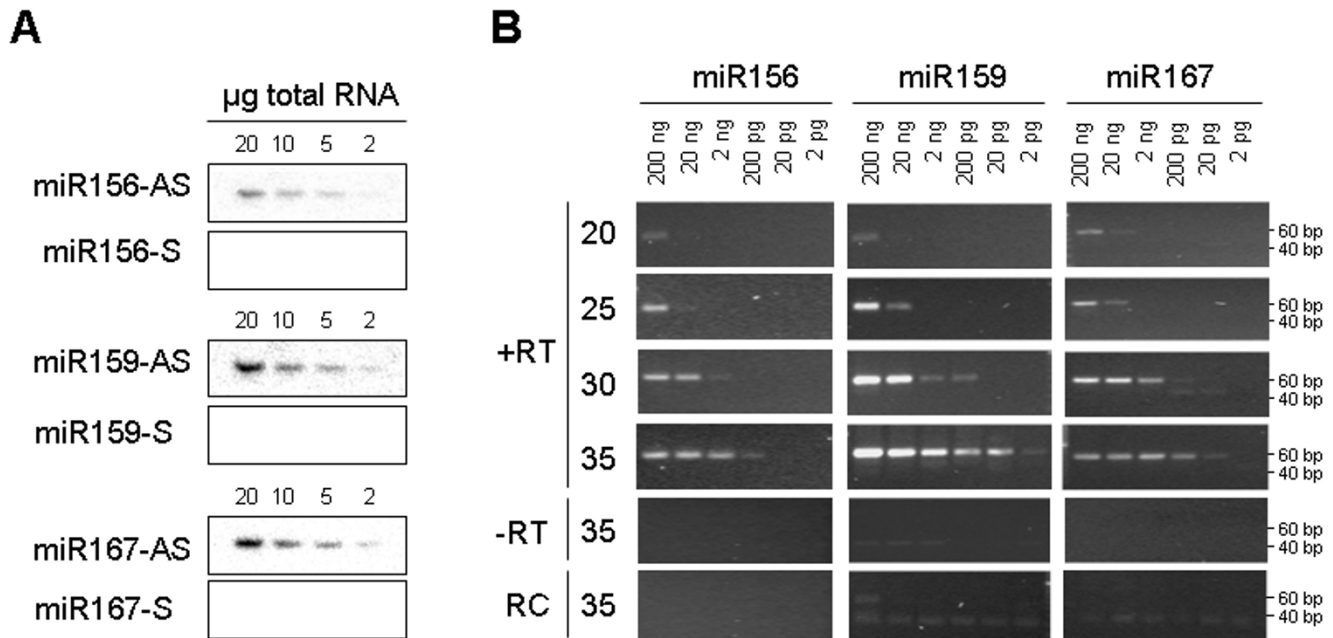 A
µg total RNA
20 10 5 2
miR156-AS
miR156-S
20 10 5 2
miR159-AS
miR159-S
20 10 5 2
miR167-AS
miR167-S
B
miR156 miR159 miR167
200 ng 20 ng 2 ng 200 pg 20 pg 2 pg 200 ng 20 ng 2 ng 200 pg 20 pg 2 pg 200 ng 20 ng 2 ng 200 pg 20 pg 2 pg
+RT
20
60 bp
40 bp
25
60 bp
40 bp
30
60 bp
40 bp
35
60 bp
40 bp
-RT 35
60 bp
40 bp
RC 35
60 bp
40 bp